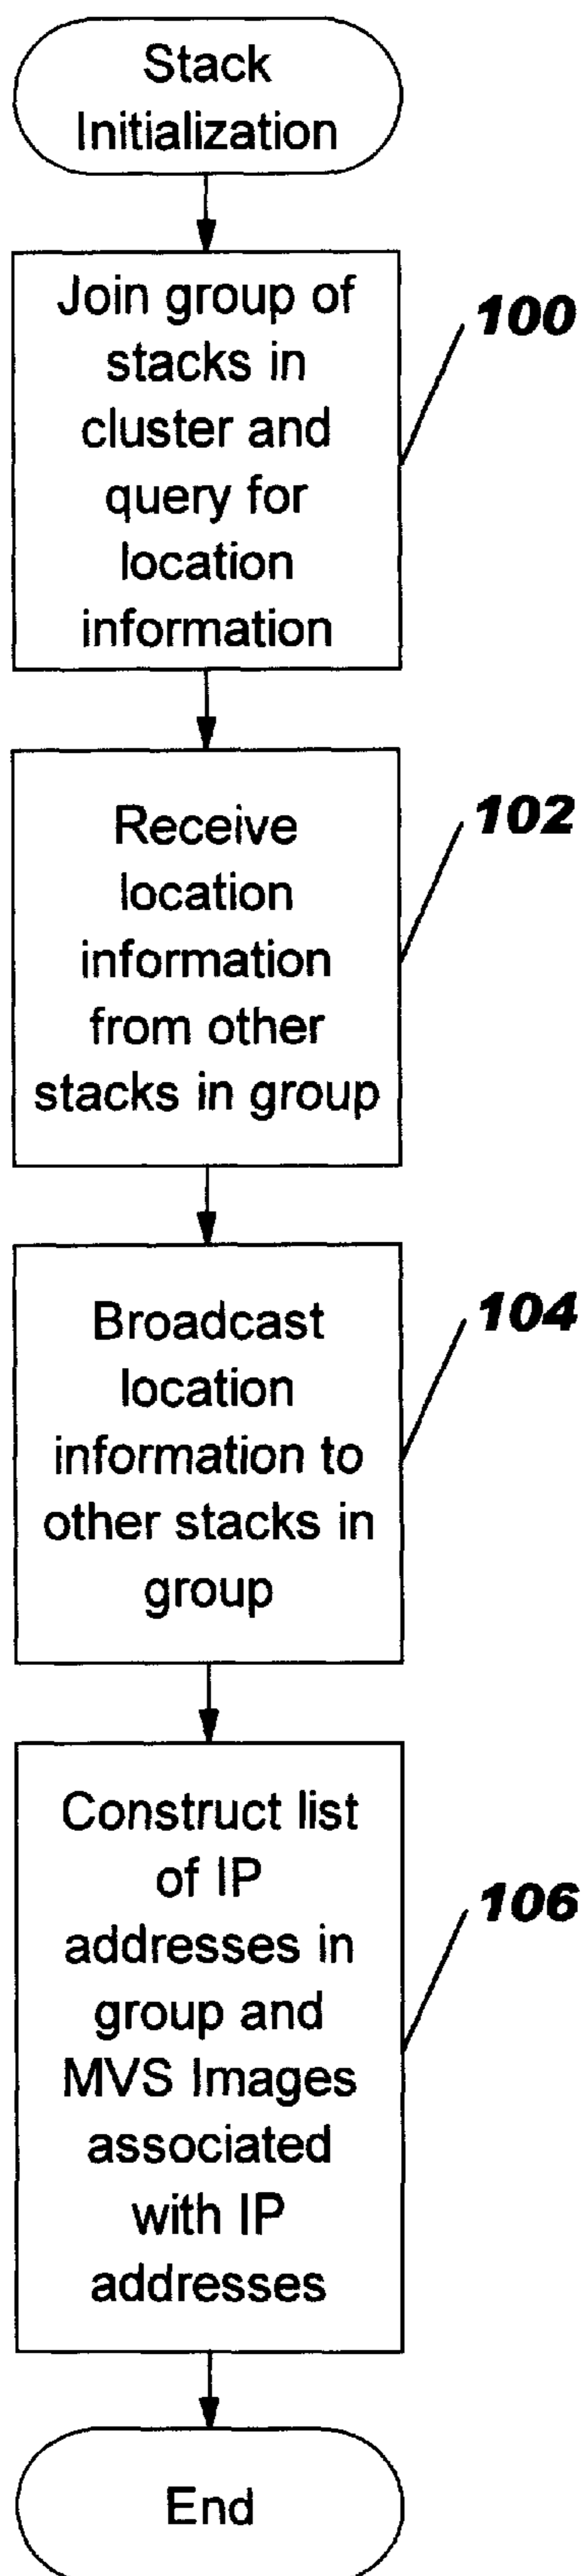 Stack
Initialization
Join group of
stacks in
cluster and
query for
location
information
100
Receive
location
information
from other
stacks in group
102
Broadcast
location
information to
other stacks in
group
104
Construct list
of IP
addresses in
group and
MVS Images
associated
with IP
addresses
106
End